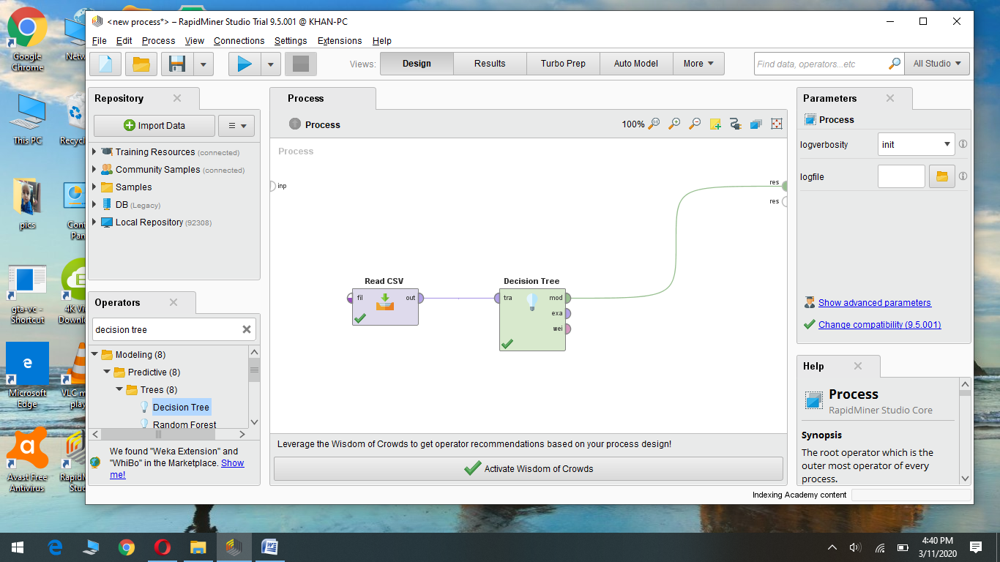 Google
Chrome
This PC
pics
gta-vc -
Shortcut
Microsoft
Edge
Avast Free
Antivirus
Netw
Recycl
Cont
Pan
4K Vi
Downlo
VLC m
play
RapidM
Stud
<new process*> – RapidMiner Studio Trial 9.5.001 @ KHAN-PC
File Edit Process View Connections Settings Extensions Help
Views: Design Results Turbo Prep Auto Model More
Find data, operators...etc
All Studio
Repository
Import Data
Training Resources (connected)
Community Samples (connected)
Samples
DB (Legacy)
Local Repository (92308)
Operators
decision tree
Modeling (8)
Predictive (8)
Trees (8)
Decision Tree
Random Forest
We found "Weka Extension" and
"WhiBo" in the Marketplace. Show
me!
Process
Process
100%
Process
inp
res
res
Read CSV
fil out
Decision Tree
tra mod
exa
wei
Leverage the Wisdom of Crowds to get operator recommendations based on your process design!
Activate Wisdom of Crowds
Parameters
Process
logverbosity init
logfile
Show advanced parameters
Change compatibility (9.5.001)
Help
Process
RapidMiner Studio Core
Synopsis
The root operator which is the
outer most operator of every
process.
Indexing Academy content
4:40 PM
3/11/2020